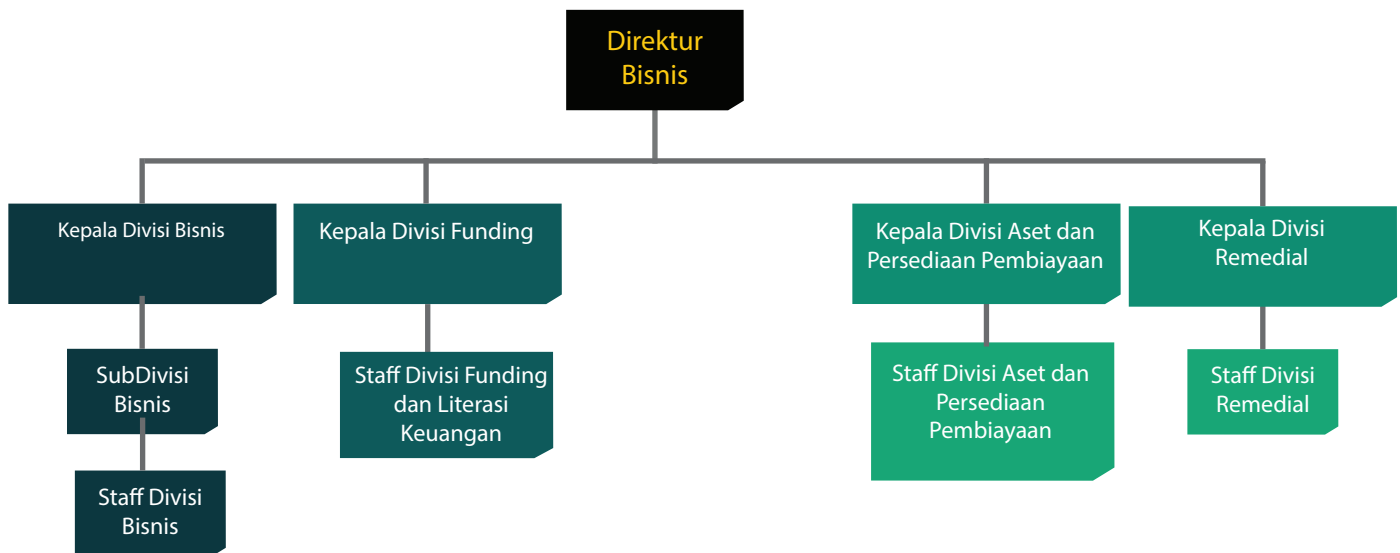 Direktur
Bisnis
Kepala Divisi Bisnis
Kepala Divisi Funding
Kepala Divisi Aset dan
Persediaan Pembiayaan
Kepala Divisi
Remedial
SubDivisi
Bisnis
Staff Divisi Funding
dan Literasi
Keuangan
Staff Divisi Aset dan
Persediaan
Pembiayaan
Staff Divisi
Remedial
Staff Divisi
Bisnis